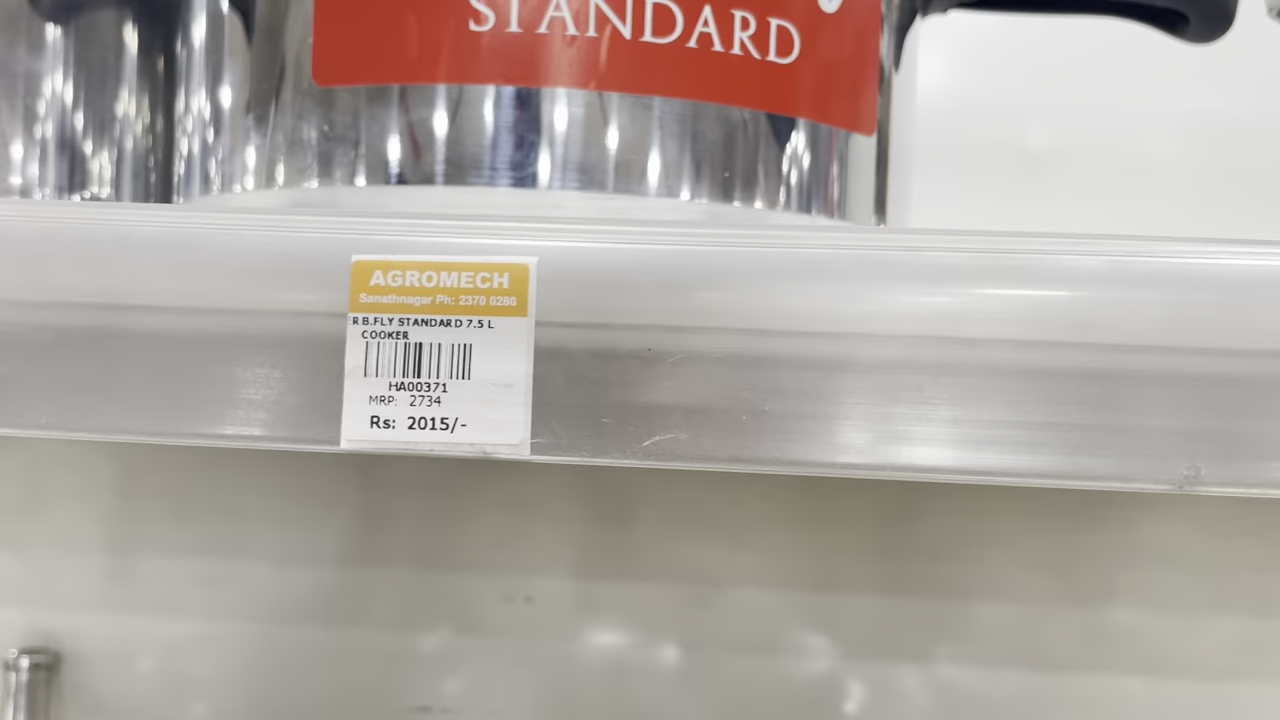 STANDARD
AGROMECH
Sanathnagar Ph: 2370 0280
R B.FLY STANDARD 7.5 L
COOKER
HA00371
MRP: 2734
Rs: 2015/-